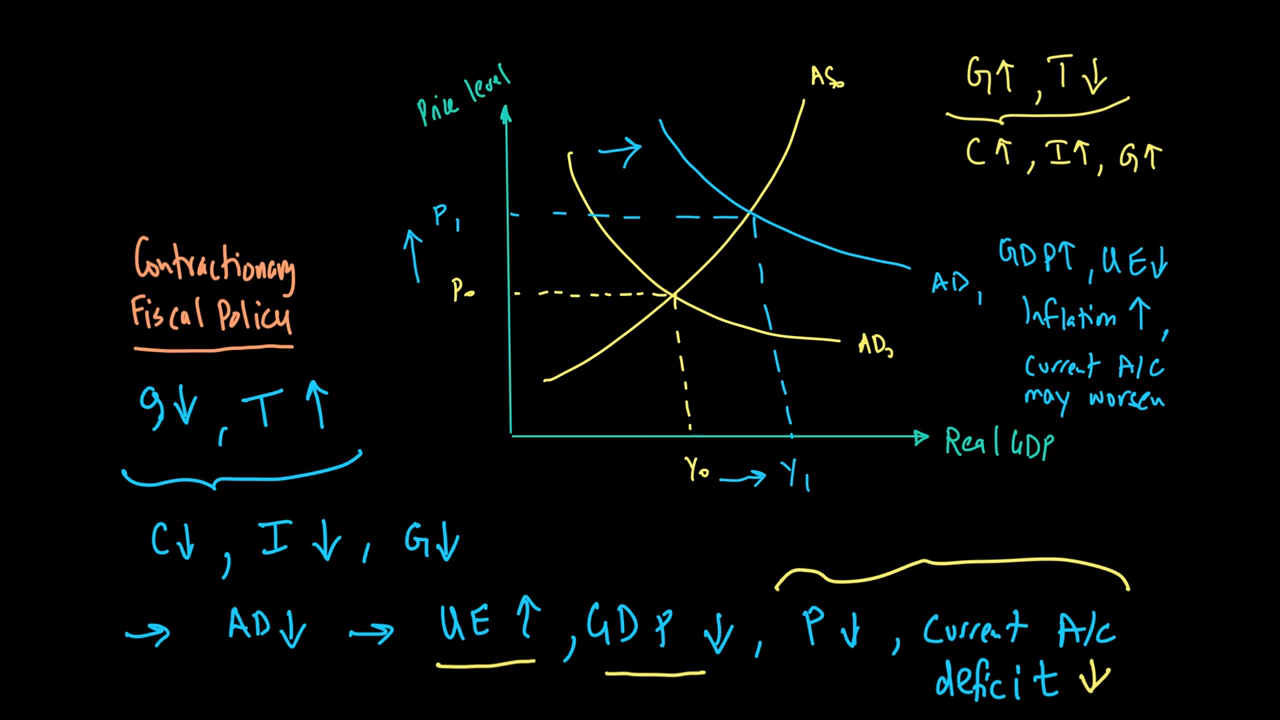 Price level
AS₀
G↑, T↓
C↑, I↑, G↑
P₁
P₀
AD₁
AD₀
GDP↑, UE↓
Inflation ↑,
Current A/C
may worsen
Real GDP
Y₀ → Y₁
Contractionary
Fiscal Policy
g↓, T↑
C↓, I↓, G↓
→ AD↓ → UE↑, GDP↓, P↓, Current A/C
deficit ↓